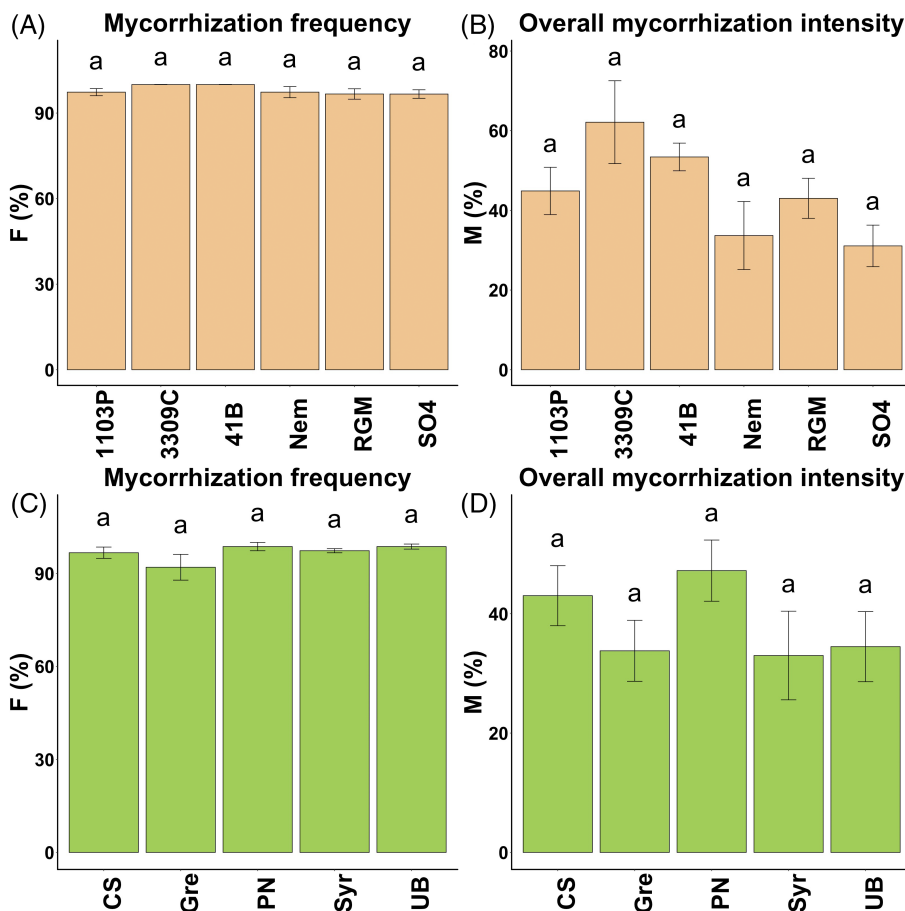 (A) Mycorrhization frequency
a a a a a a
90
60
30
0
F (%)
1103P 3309C 41B Nem RGM SO4
(B) Overall mycorrhization intensity
a a a a a a
80
60
40
20
0
M (%)
1103P 3309C 41B Nem RGM SO4
(C) Mycorrhization frequency
a a a a a
90
60
30
0
F (%)
CS Gre PN Syr UB
(D) Overall mycorrhization intensity
a a a a a
40
20
0
M (%)
CS Gre PN Syr UB